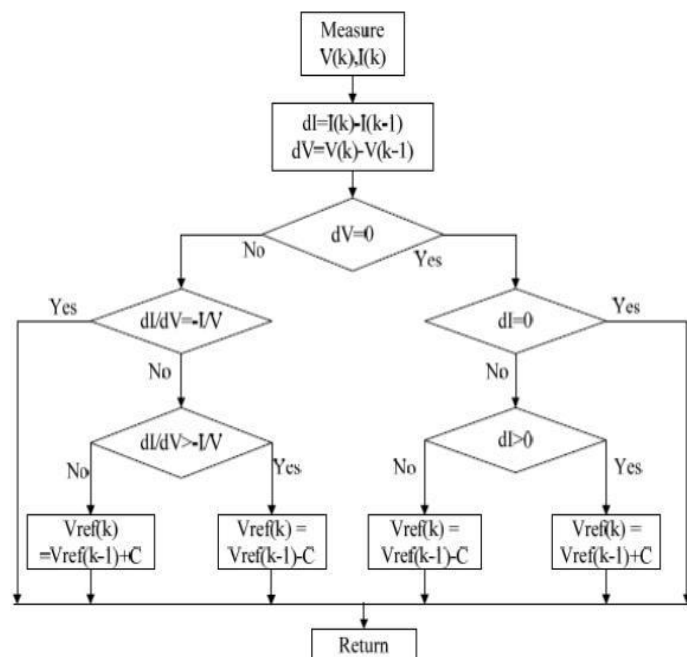 Measure
V(k),I(k)
dI=I(k)-I(k-1)
dV=V(k)-V(k-1)
dV=0
No
Yes
Yes
dI/dV=-I/V
dI=0
Yes
No
No
dI/dV>-I/V
dI>0
No
Yes
No
Yes
Vref(k)
=Vref(k-1)+C
Vref(k) =
Vref(k-1)-C
Vref(k) =
Vref(k-1)-C
Vref(k) =
Vref(k-1)+C
Return